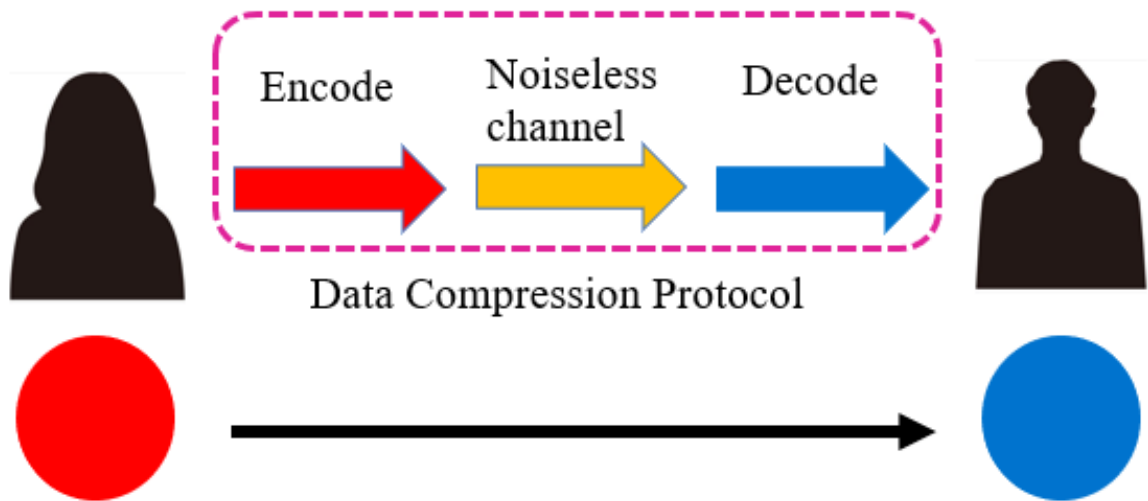 Encode
Noiseless
channel
Decode
Data Compression Protocol